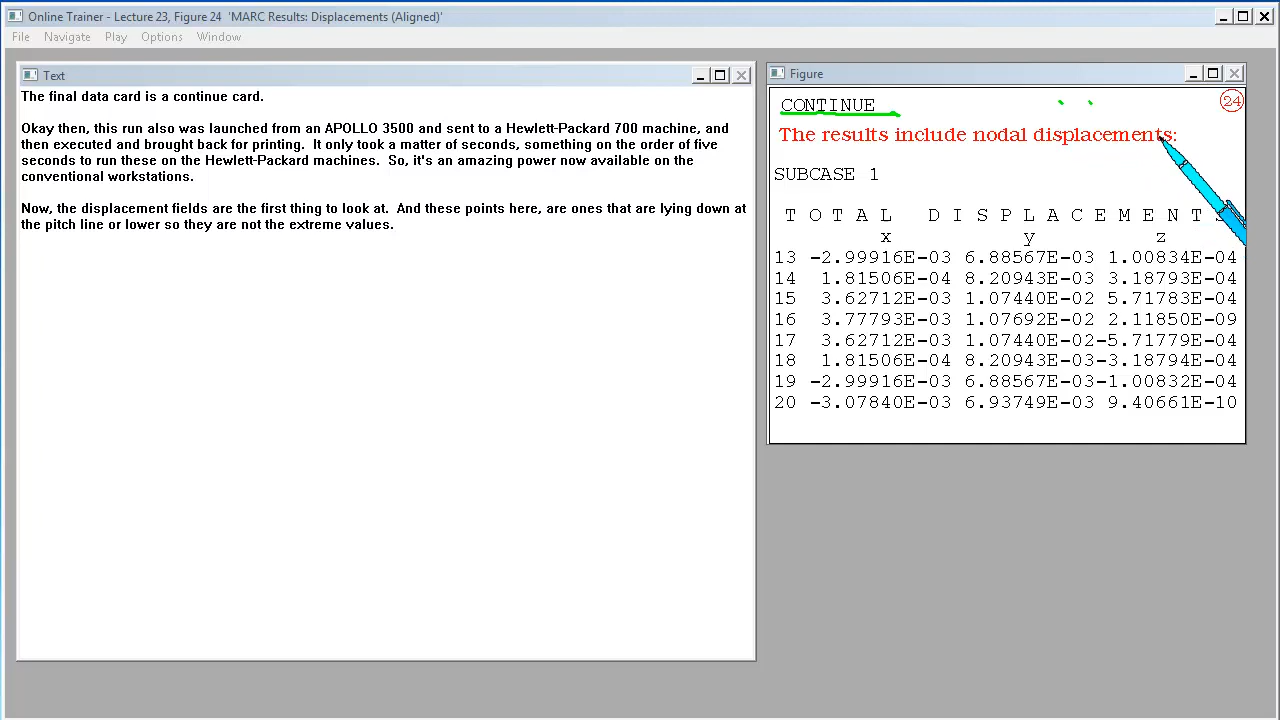 Online Trainer - Lecture 23, Figure 24 'MARC Results: Displacements (Aligned)'
File Navigate Play Options Window
Text
The final data card is a continue card.
Okay then, this run also was launched from an APOLLO 3500 and sent to a Hewlett-Packard 700 machine, and
then executed and brought back for printing. It only took a matter of seconds, something on the order of five
seconds to run these on the Hewlett-Packard machines. So, it's an amazing power now available on the
conventional workstations.
Now, the displacement fields are the first thing to look at. And these points here, are ones that are lying down at
the pitch line or lower so they are not the extreme values.
Figure
CONTINUE
24
The results include nodal displacements:
SUBCASE 1
T O T A L D I S P L A C E M E N T S
x y z
13 -2.99916E-03 6.88567E-03 1.00834E-04
14 1.81506E-04 8.20943E-03 3.18793E-04
15 3.62712E-03 1.07440E-02 5.71783E-04
16 3.77793E-03 1.07692E-02 2.11850E-09
17 3.62712E-03 1.07440E-02-5.71779E-04
18 1.81506E-04 8.20943E-03-3.18794E-04
19 -2.99916E-03 6.88567E-03-1.00832E-04
20 -3.07840E-03 6.93749E-03 9.40661E-10